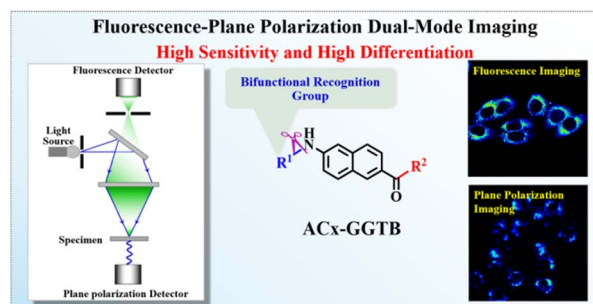 Fluorescence-Plane Polarization Dual-Mode Imaging
High Sensitivity and High Differentiation
Fluorescence Detector
Light
Source
Specimen
Plane polarization Detector
Bifunctional Recognition
Group
R¹
H
N
R²
O
ACx-GGTB
Fluorescence Imaging
Plane Polarization
Imaging